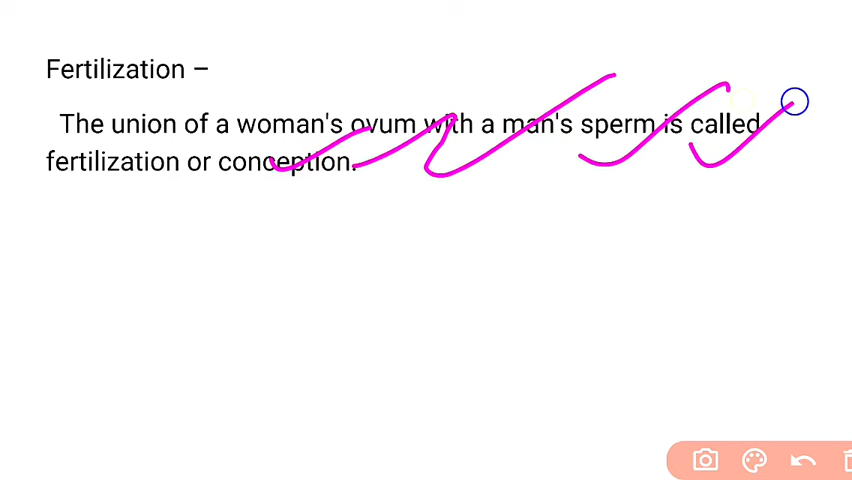 Fertilization –
The union of a woman's ovum with a man's sperm is called
fertilization or conception.